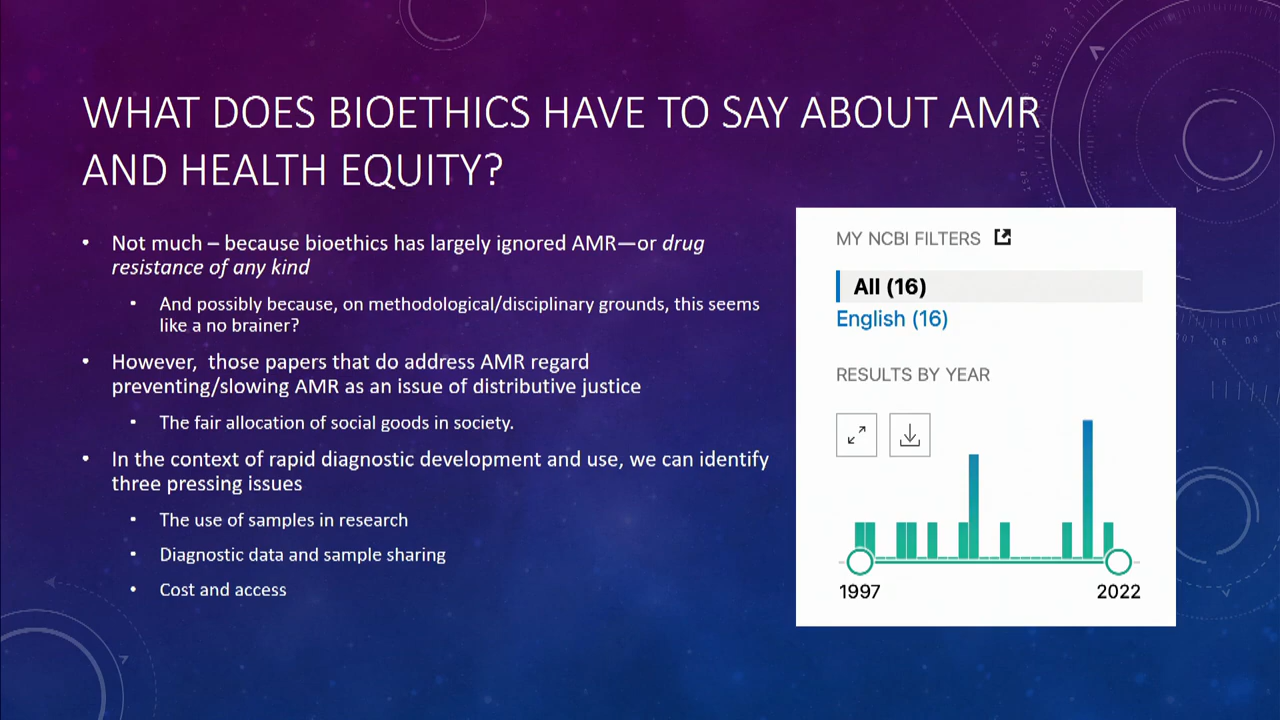 WHAT DOES BIOETHICS HAVE TO SAY ABOUT AMR
AND HEALTH EQUITY?
• Not much – because bioethics has largely ignored AMR—or drug
resistance of any kind
• And possibly because, on methodological/disciplinary grounds, this seems
like a no brainer?
• However, those papers that do address AMR regard
preventing/slowing AMR as an issue of distributive justice
• The fair allocation of social goods in society.
• In the context of rapid diagnostic development and use, we can identify
three pressing issues
• The use of samples in research
• Diagnostic data and sample sharing
• Cost and access
MY NCBI FILTERS
All (16)
English (16)
RESULTS BY YEAR
1997
2022